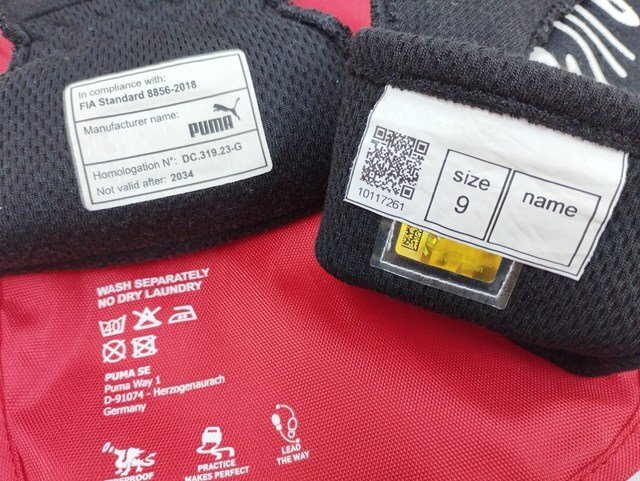 In compliance with:
FIA Standard 8856-2018
Manufacturer name:
PUMA
Homologation N°: DC.319.23-G
Not valid after: 2034
10117261
size
9
name
WASH SEPARATELY
NO DRY LAUNDRY
40
PUMA SE
Puma Way 1
D-91074 - Herzogenaurach
Germany
PRACTICE
MAKES PERFECT
LEAD
THE WAY